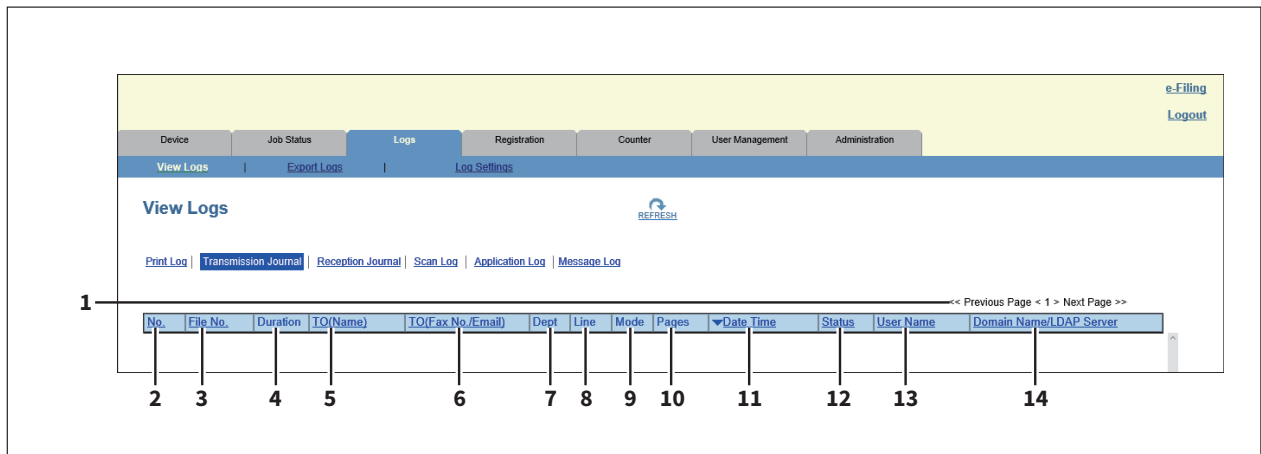 e-Filing
Logout
Device Job Status Logs Registration Counter User Management Administration
View Logs | Export Logs | Log Settings
View Logs
REFRESH
Print Log | Transmission Journal | Reception Journal | Scan Log | Application Log | Message Log
1
<< Previous Page < 1 > Next Page >>
No. File No. Duration TO(Name) TO(Fax No./Email) Dept Line Mode Pages ▼Date Time Status User Name Domain Name/LDAP Server
2 3 4 5 6 7 8 9 10 11 12 13 14